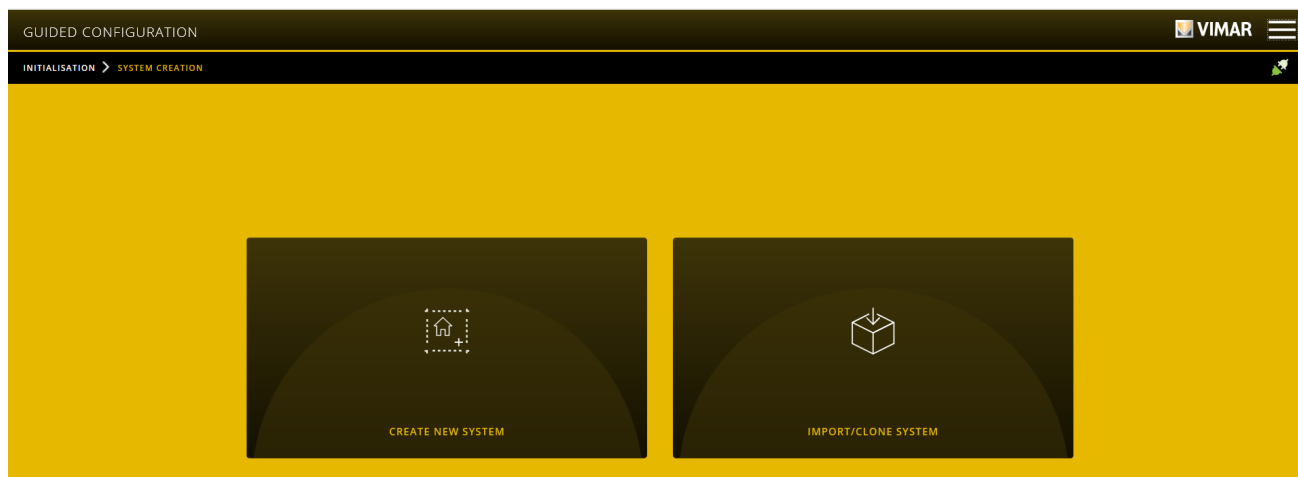 GUIDED CONFIGURATION
VIMAR
INITIALISATION > SYSTEM CREATION
CREATE NEW SYSTEM
IMPORT/CLONE SYSTEM